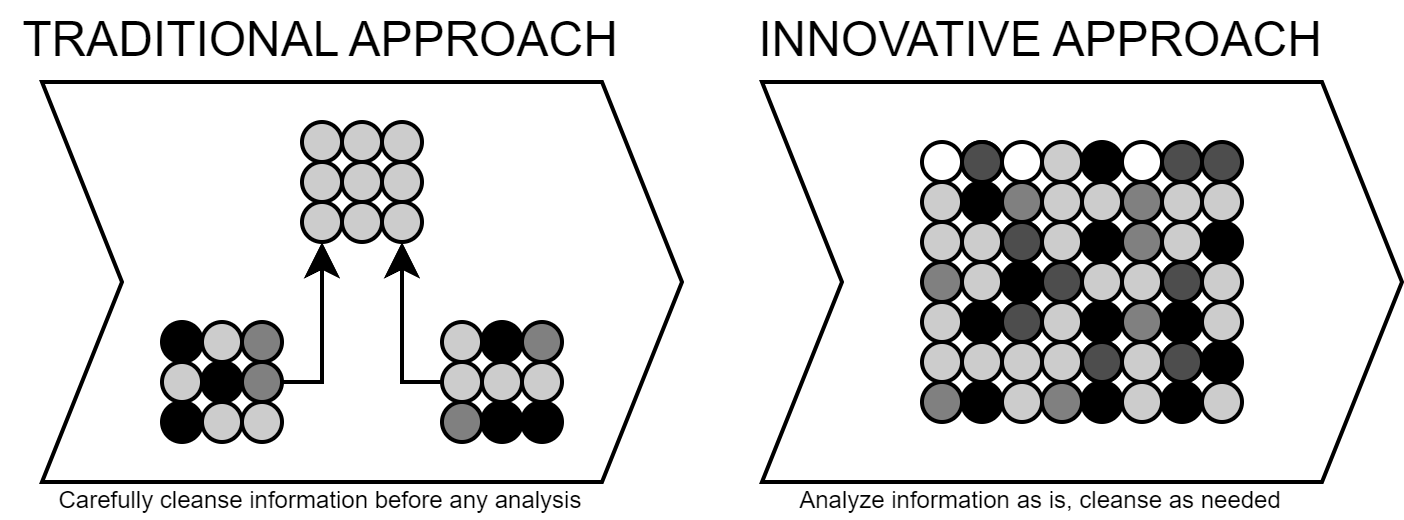 TRADITIONAL APPROACH
Carefully cleanse information before any analysis
INNOVATIVE APPROACH
Analyze information as is, cleanse as needed